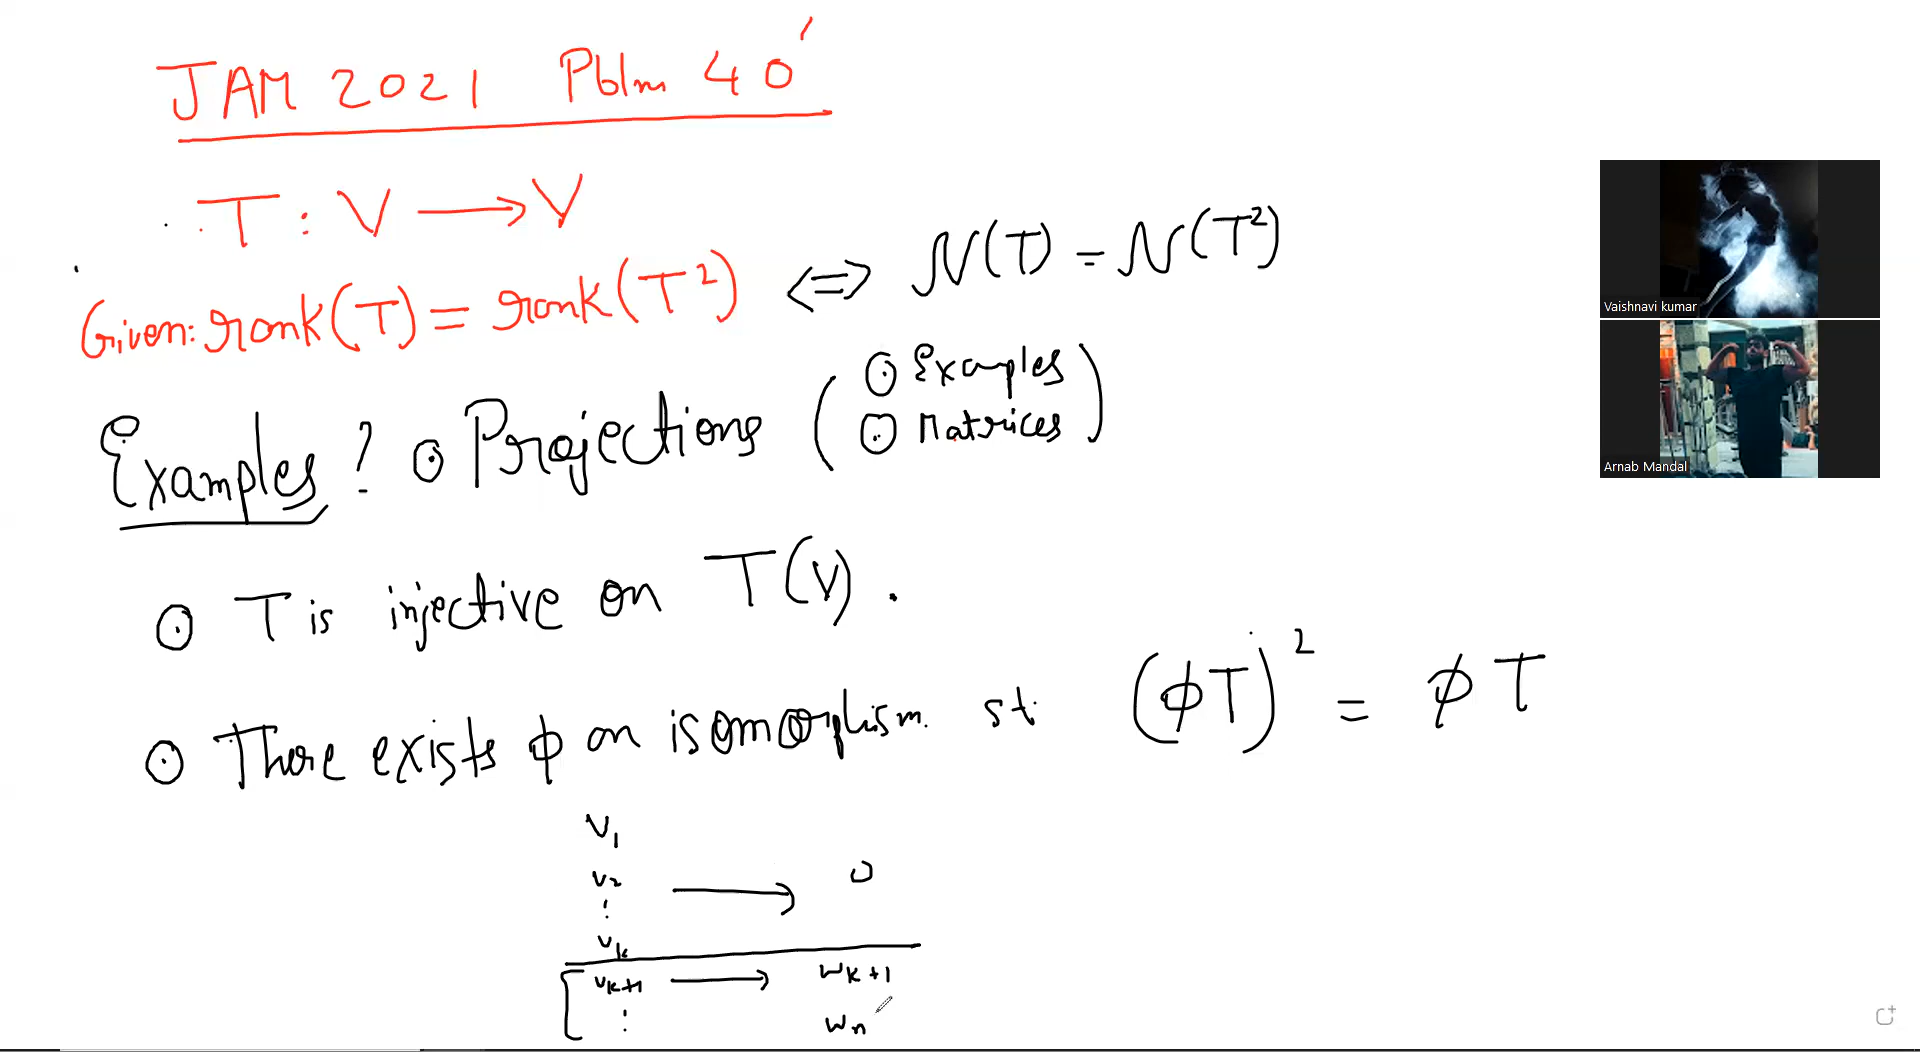 JAM 2021 Pblm 40'
T : V ⟶ V
Given: rank(T) = rank(T²) ⟺ N(T) = N(T²)
Examples? ⊙ Projections ( ⊙ Examples
⊙ Matrices )
⊙ T is injective on T(V).
⊙ There exists ϕ an isomorphism st. (ϕT)² = ϕT
v₁
v₂ ⟶ 0
⋮
vₖ
vₖ₊₁ ⟶ wₖ₊₁
⋮ wₙ
Vaishnavi kumar
Arnab Mandal